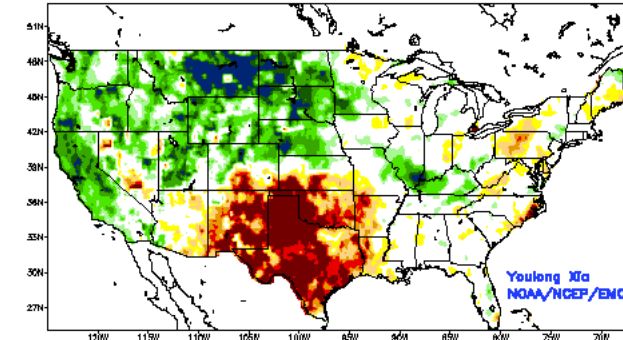 51N
48N
45N
42N
39N
36N
33N
30N
27N
Youlong Xia
NOAA/NCEP/EMC
120W 115W 110W 105W 100W 95W 90W 85W 80W 75W 70W